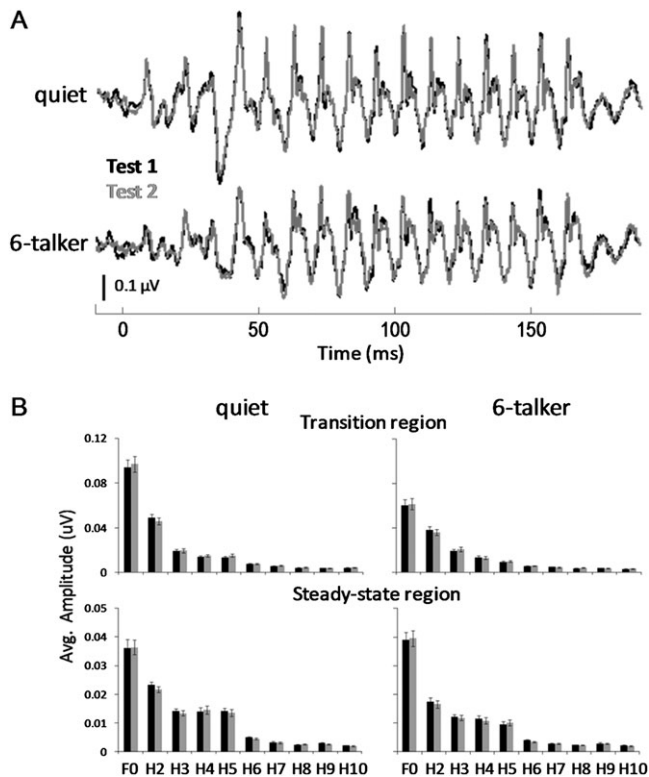 A
quiet
Test 1
Test 2
6-talker
0.1 µV
0 50 100 150
Time (ms)
B
quiet 6-talker
Transition region
0.12
0.08
0.04
0
Avg. Amplitude (uV)
Steady-state region
0.05
0.04
0.03
0.02
0.01
0
F0 H2 H3 H4 H5 H6 H7 H8 H9 H10 F0 H2 H3 H4 H5 H6 H7 H8 H9 H10